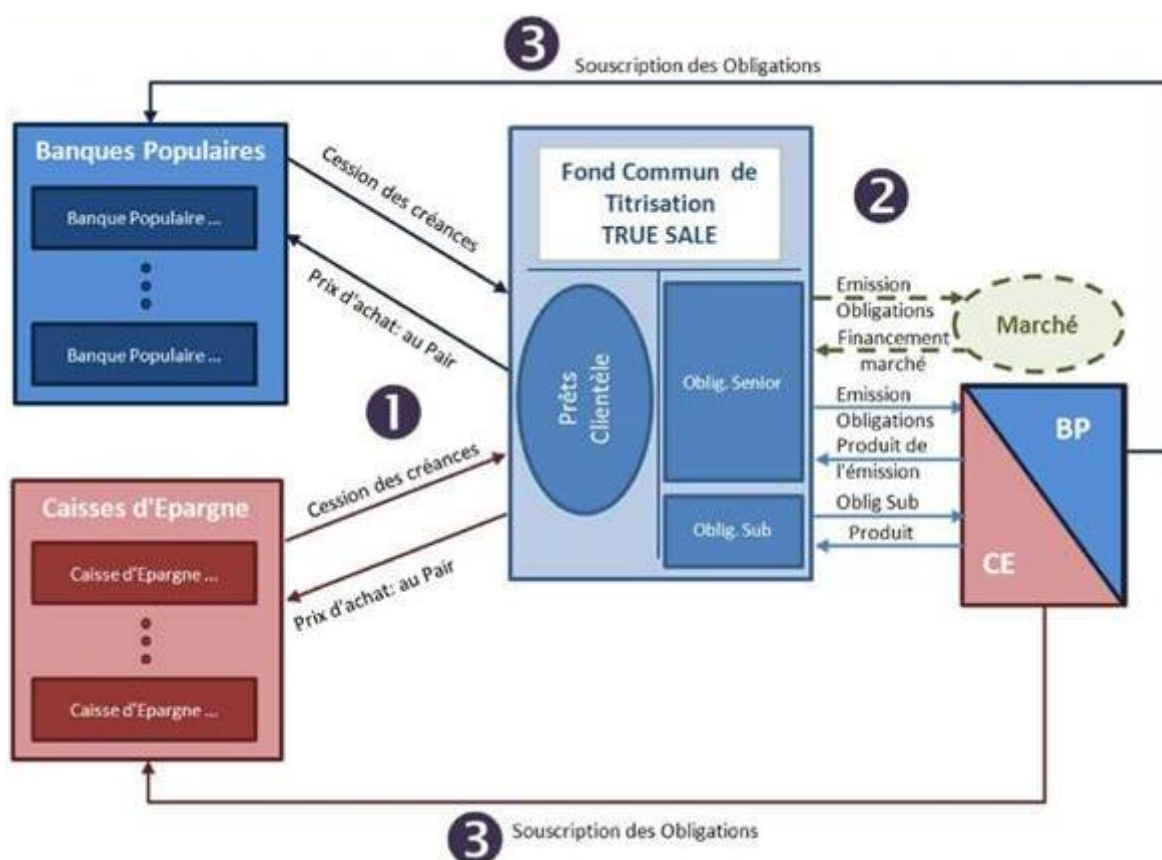 3
Souscription des Obligations
Banques Populaires
Banque Populaire ...
Banque Populaire ...
Cession des créances
Prix d'achat: au Pair
1
Caisses d'Epargne
Caisse d'Epargne ...
Caisse d'Epargne ...
Cession des créances
Prix d'achat: au Pair
Fond Commun de
Titrisation
TRUE SALE
Prêts
Clientèle
Oblig. Senior
Oblig. Sub
2
Emission
Obligations
Financement
marché
Marché
Emission
Obligations
Produit de
l'émission
Oblig Sub
Produit
BP
CE
3
Souscription des Obligations